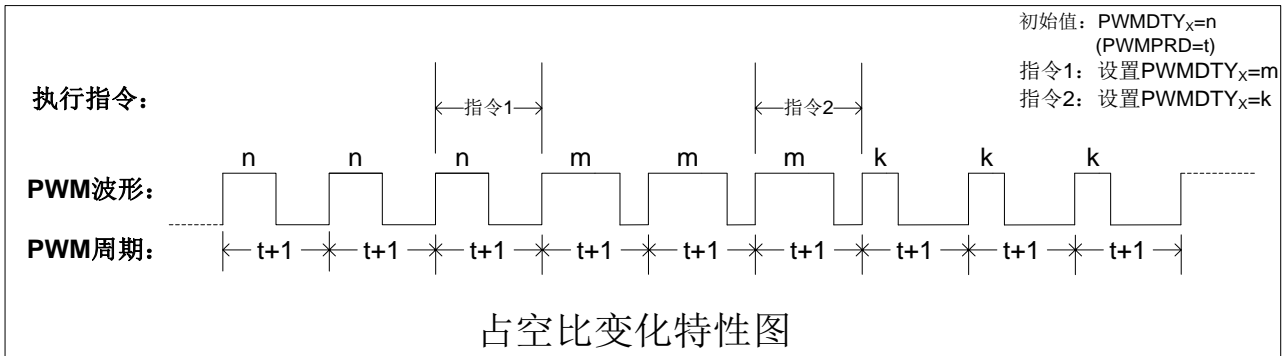 初始值：PWMDTYX=n
(PWMPRD=t)
指令1：设置PWMDTYX=m
指令2：设置PWMDTYX=k
执行指令：
指令1
指令2
n n n m m m k k k
PWM波形：
PWM周期：
t+1 t+1 t+1 t+1 t+1 t+1 t+1 t+1 t+1
占空比变化特性图